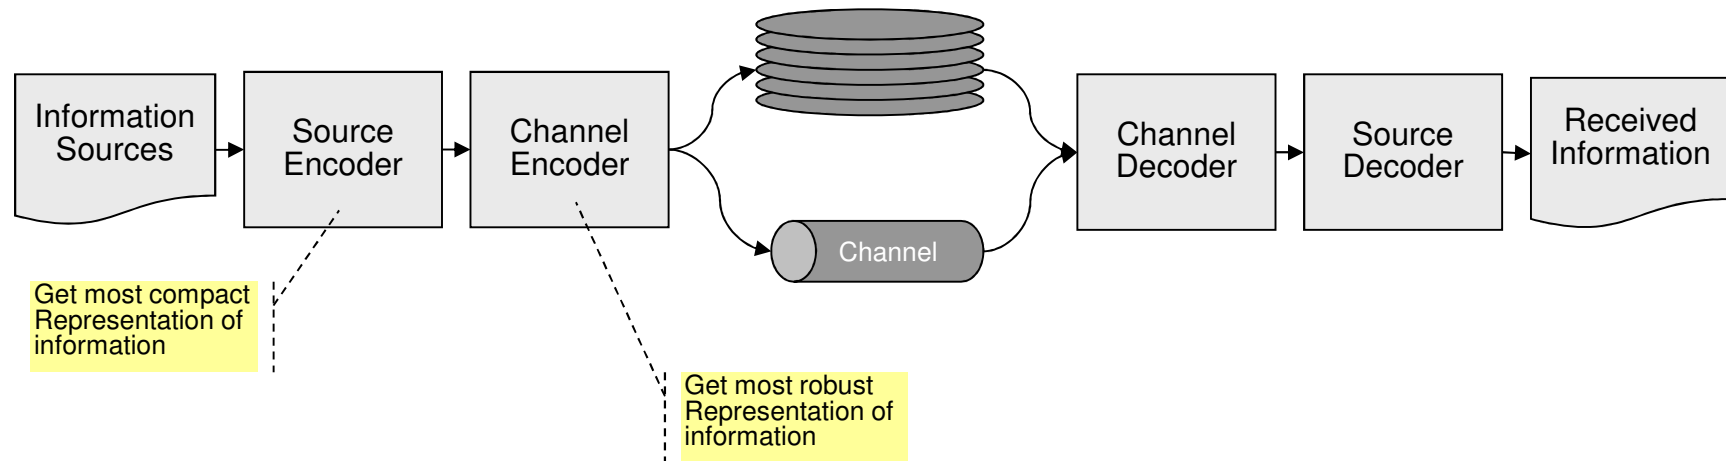 Information
Sources
Source
Encoder
Channel
Encoder
Channel
Channel
Decoder
Source
Decoder
Received
Information
Get most compact
Representation of
information
Get most robust
Representation of
information